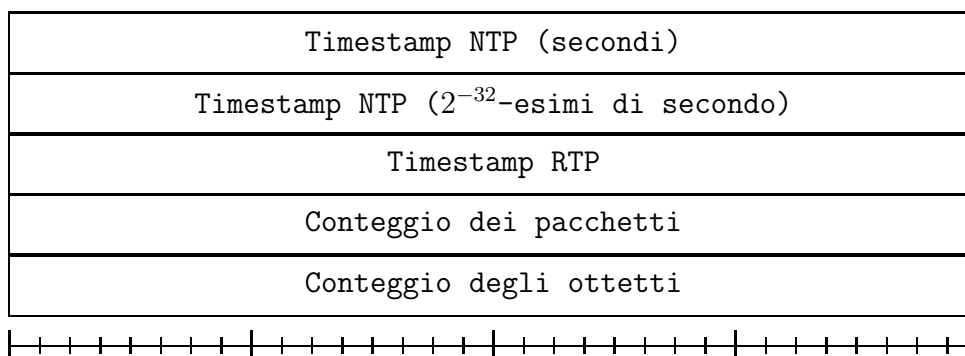 Timestamp NTP (secondi)
Timestamp NTP (2⁻³²-esimi di secondo)
Timestamp RTP
Conteggio dei pacchetti
Conteggio degli ottetti